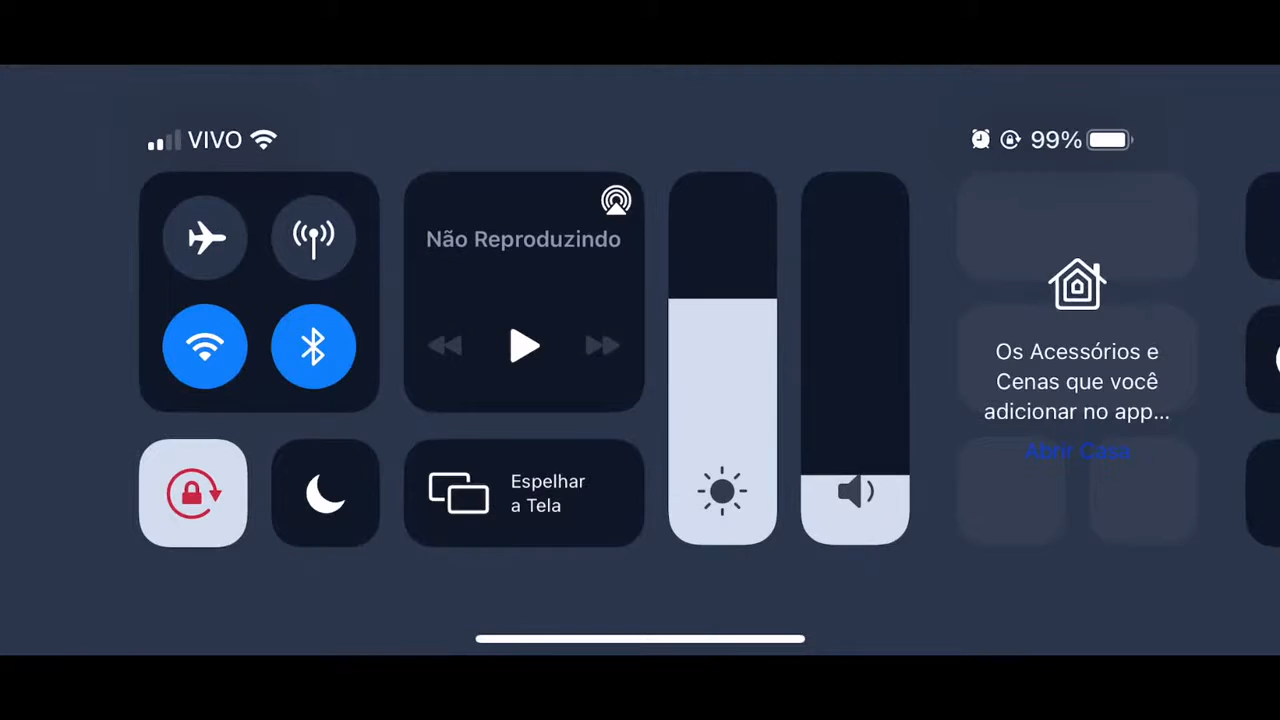 VIVO
99%
Não Reproduzindo
Espelhar
a Tela
Os Acessórios e
Cenas que você
adicionar no app...
Abrir Casa